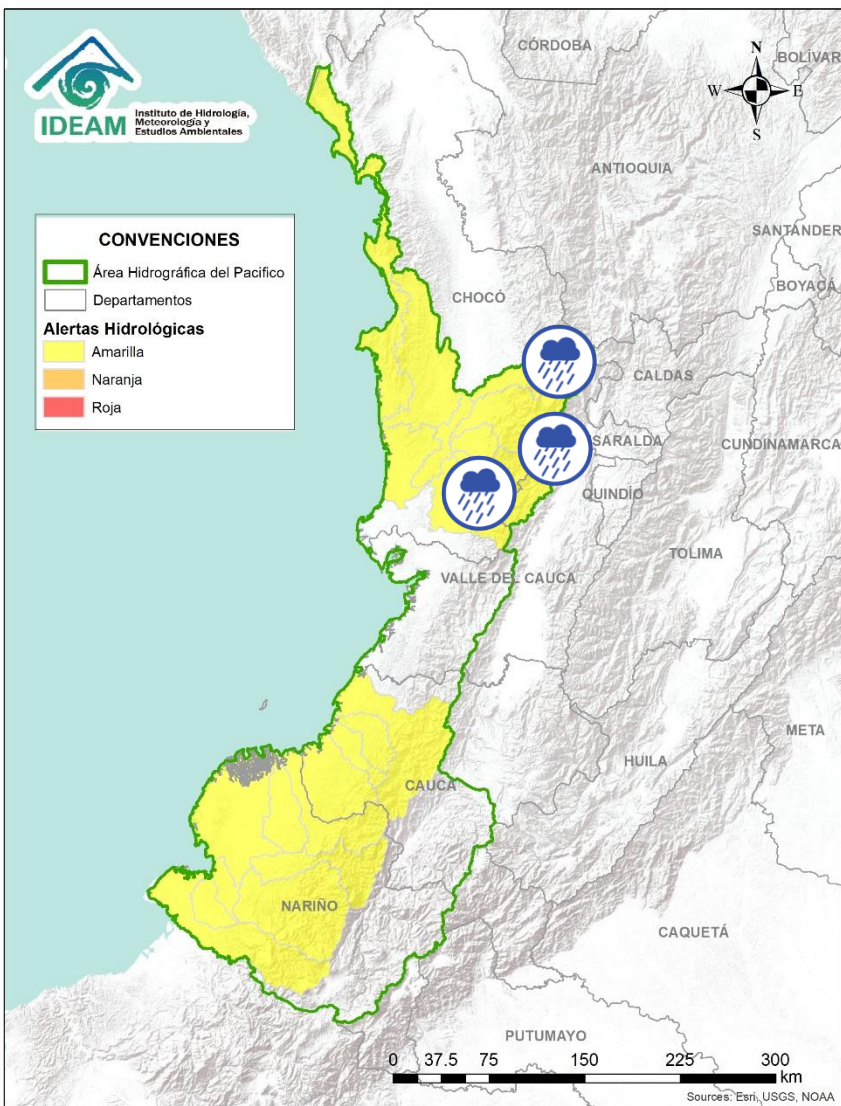 IDEAM
Instituto de Hidrología,
Meteorología y
Estudios Ambientales
CÓRDOBA
BOLÍVAR
N
W
E
S
ANTIOQUIA
SANTANDER
BOYACÁ
CONVENCIONES
Área Hidrográfica del Pacifico
Departamentos
Alertas Hidrológicas
Amarilla
Naranja
Roja
CHOCÓ
CALDAS
SARALDA
CUNDINAMARCA
QUINDÍO
TOLIMA
VALLE DEL CAUCA
META
HUILA
CAUCA
NARIÑO
CAQUETÁ
PUTUMAYO
0 37.5 75 150 225 300
km
Sources: Esri, USGS, NOAA